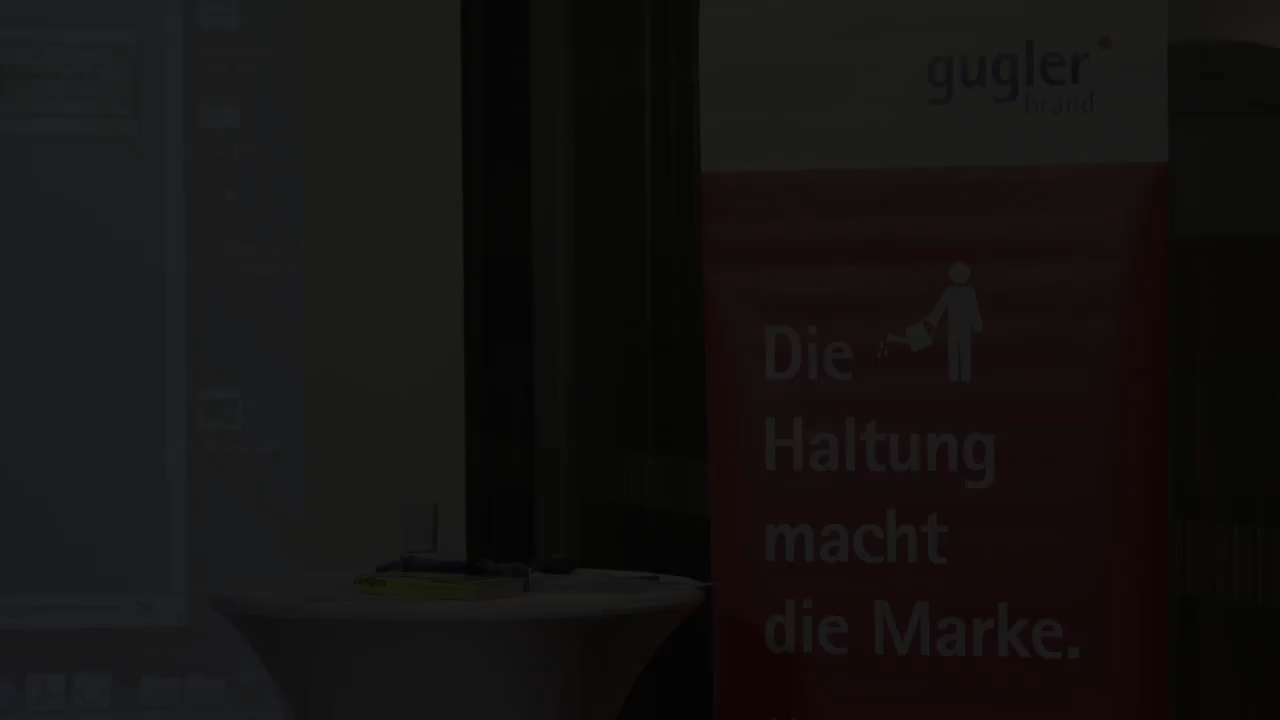 gugler*
brand
Die
Haltung
macht
die Marke.